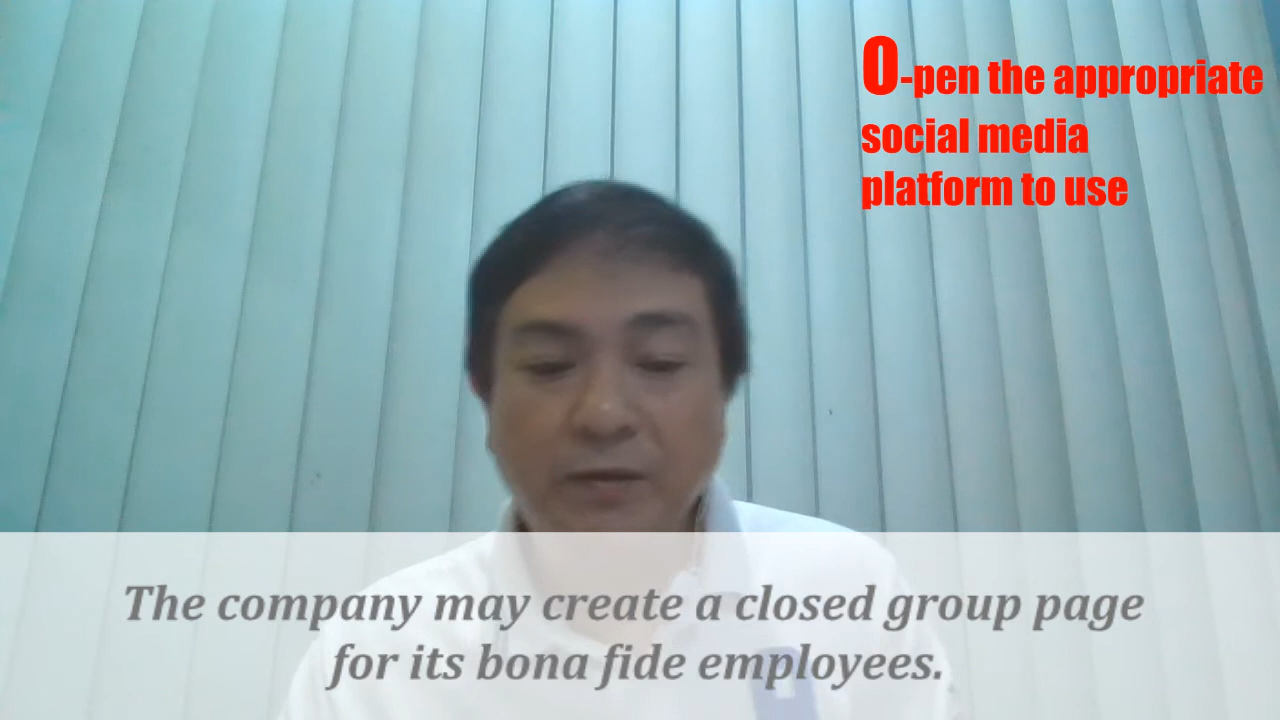 O-pen the appropriate
social media
platform to use
The company may create a closed group page
for its bona fide employees.